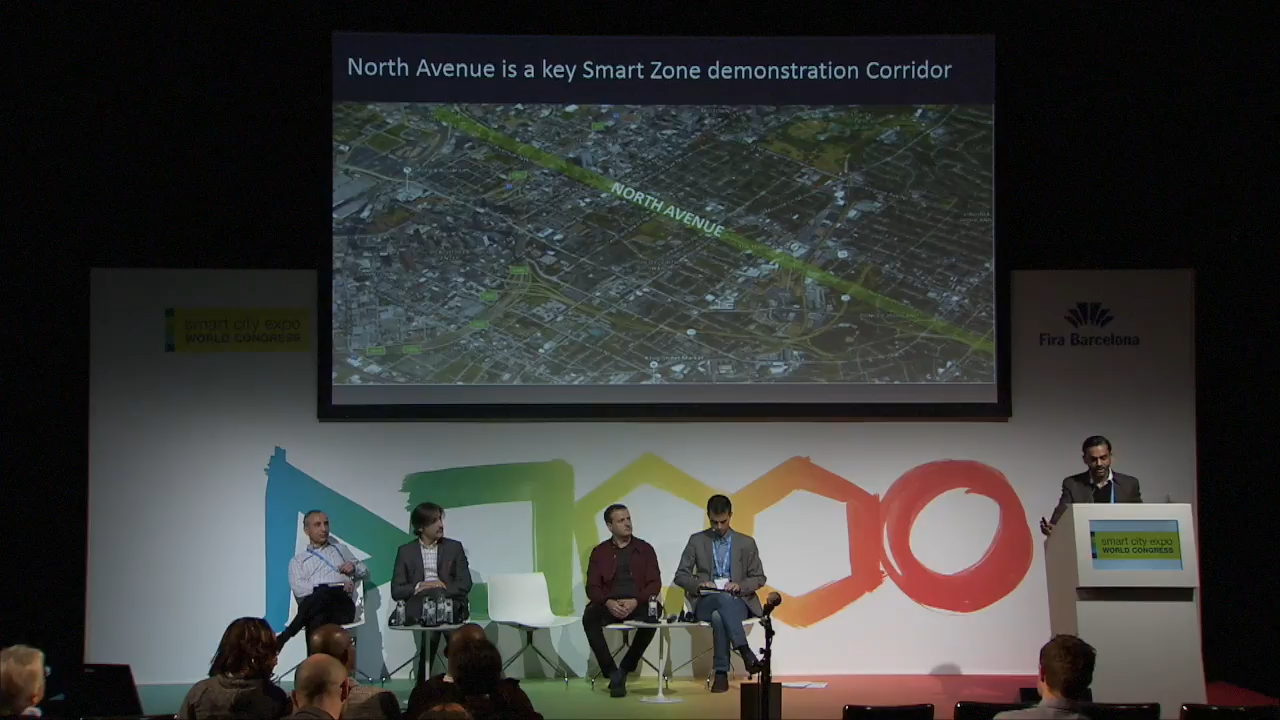 North Avenue is a key Smart Zone demonstration Corridor
NORTH AVENUE
smart city expo
WORLD CONGRESS
Fira Barcelona
smart city expo
WORLD CONGRESS